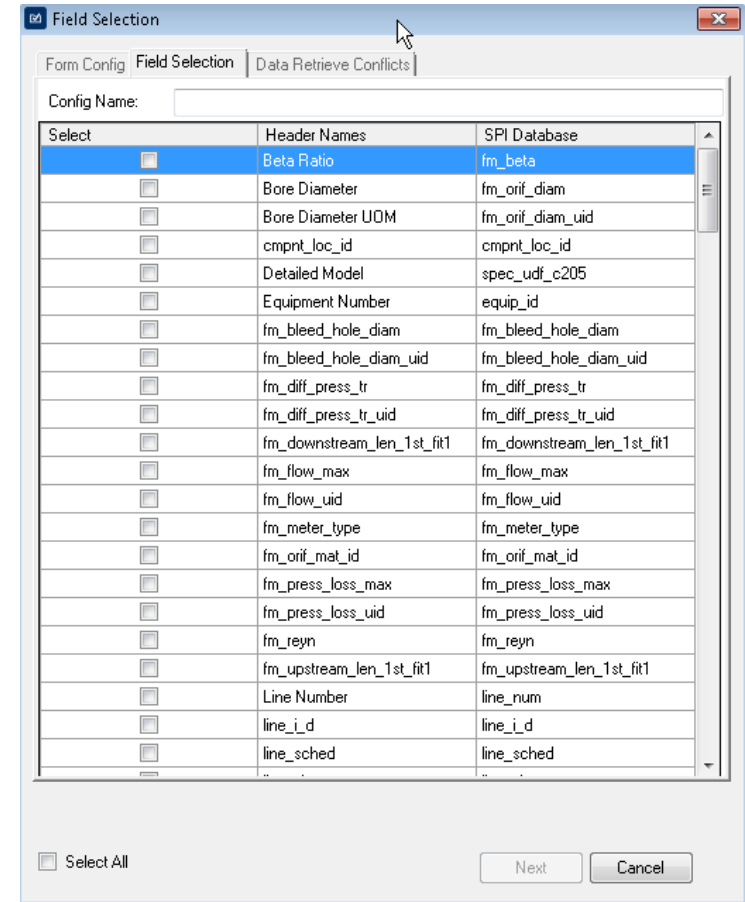 Field Selection
Form Config Field Selection Data Retrieve Conflicts
Config Name:
Select Header Names SPI Database
Beta Ratio fm_beta
Bore Diameter fm_orif_diam
Bore Diameter UOM fm_orif_diam_uid
cmpnt_loc_id cmpnt_loc_id
Detailed Model spec_udf_c205
Equipment Number equip_id
fm_bleed_hole_diam fm_bleed_hole_diam
fm_bleed_hole_diam_uid fm_bleed_hole_diam_uid
fm_diff_press_tr fm_diff_press_tr
fm_diff_press_tr_uid fm_diff_press_tr_uid
fm_downstream_len_1st_fit1 fm_downstream_len_1st_fit1
fm_flow_max fm_flow_max
fm_flow_uid fm_flow_uid
fm_meter_type fm_meter_type
fm_orif_mat_id fm_orif_mat_id
fm_press_loss_max fm_press_loss_max
fm_press_loss_uid fm_press_loss_uid
fm_reyn fm_reyn
fm_upstream_len_1st_fit1 fm_upstream_len_1st_fit1
Line Number line_num
line_i_d line_i_d
line_sched line_sched
Select All Next Cancel